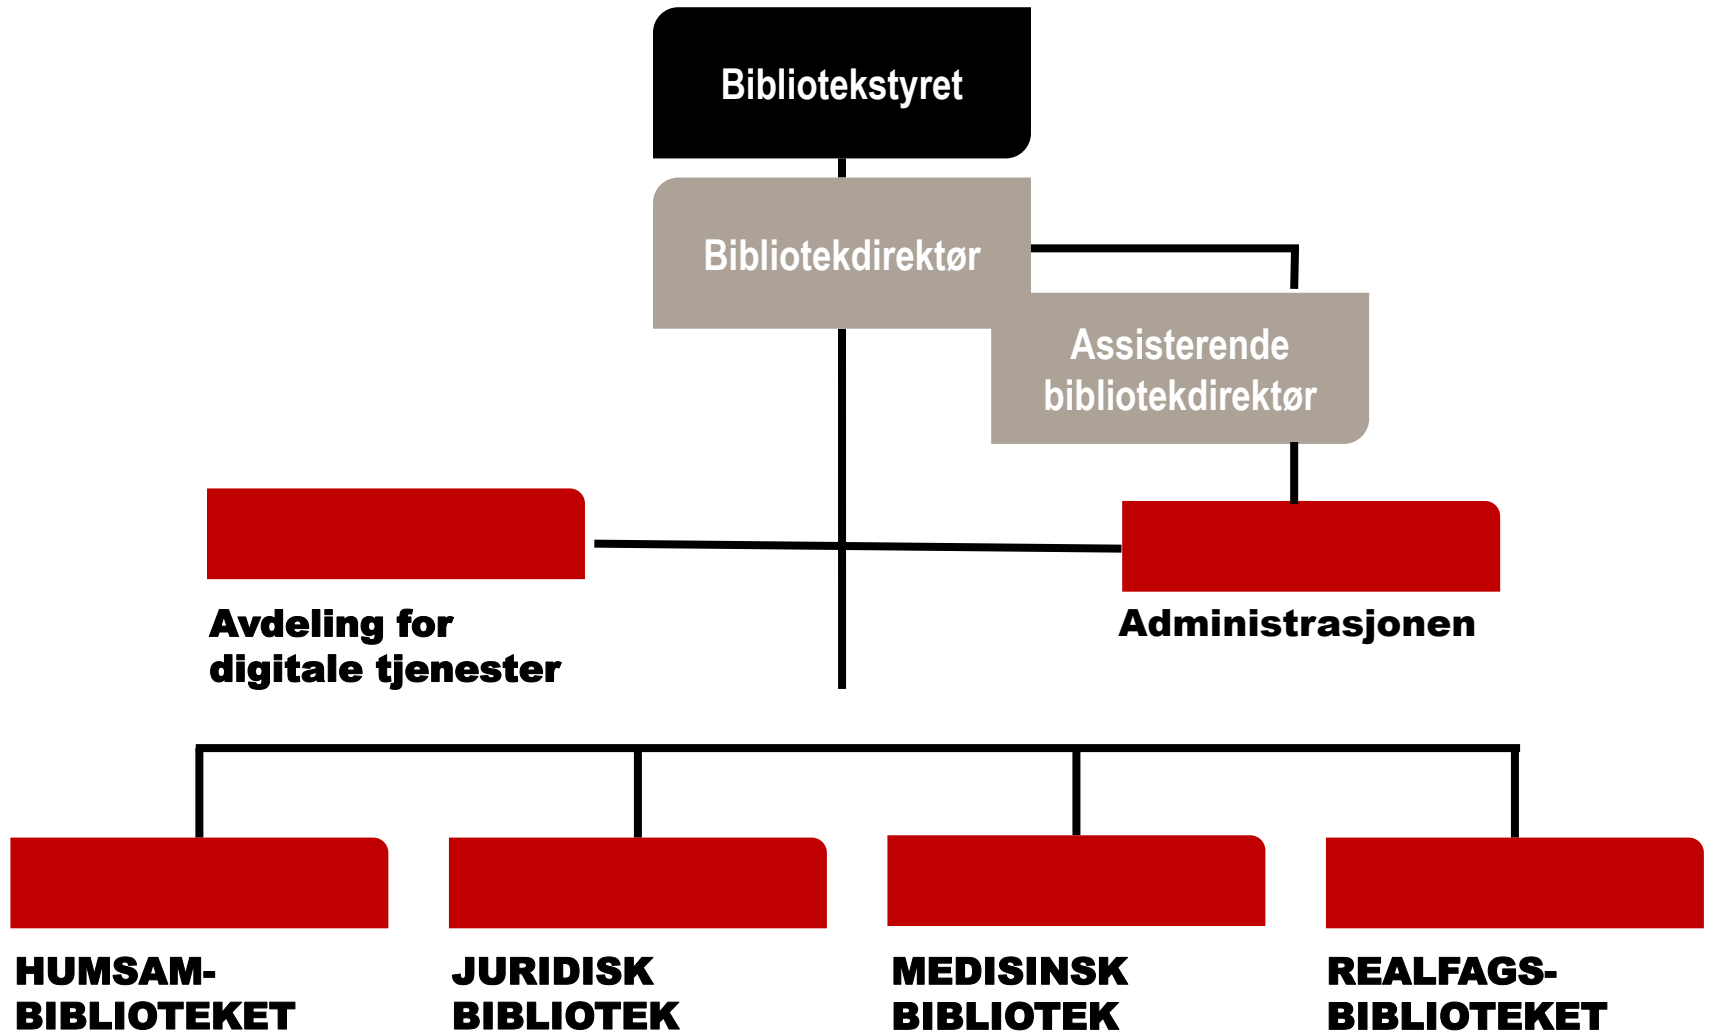 Bibliotekstyret
Bibliotekdirektør
Assisterende
bibliotekdirektør
Avdeling for
digitale tjenester
Administrasjonen
HUMSAM-
BIBLIOTEKET
JURIDISK
BIBLIOTEK
MEDISINSK
BIBLIOTEK
REALFAGS-
BIBLIOTEKET